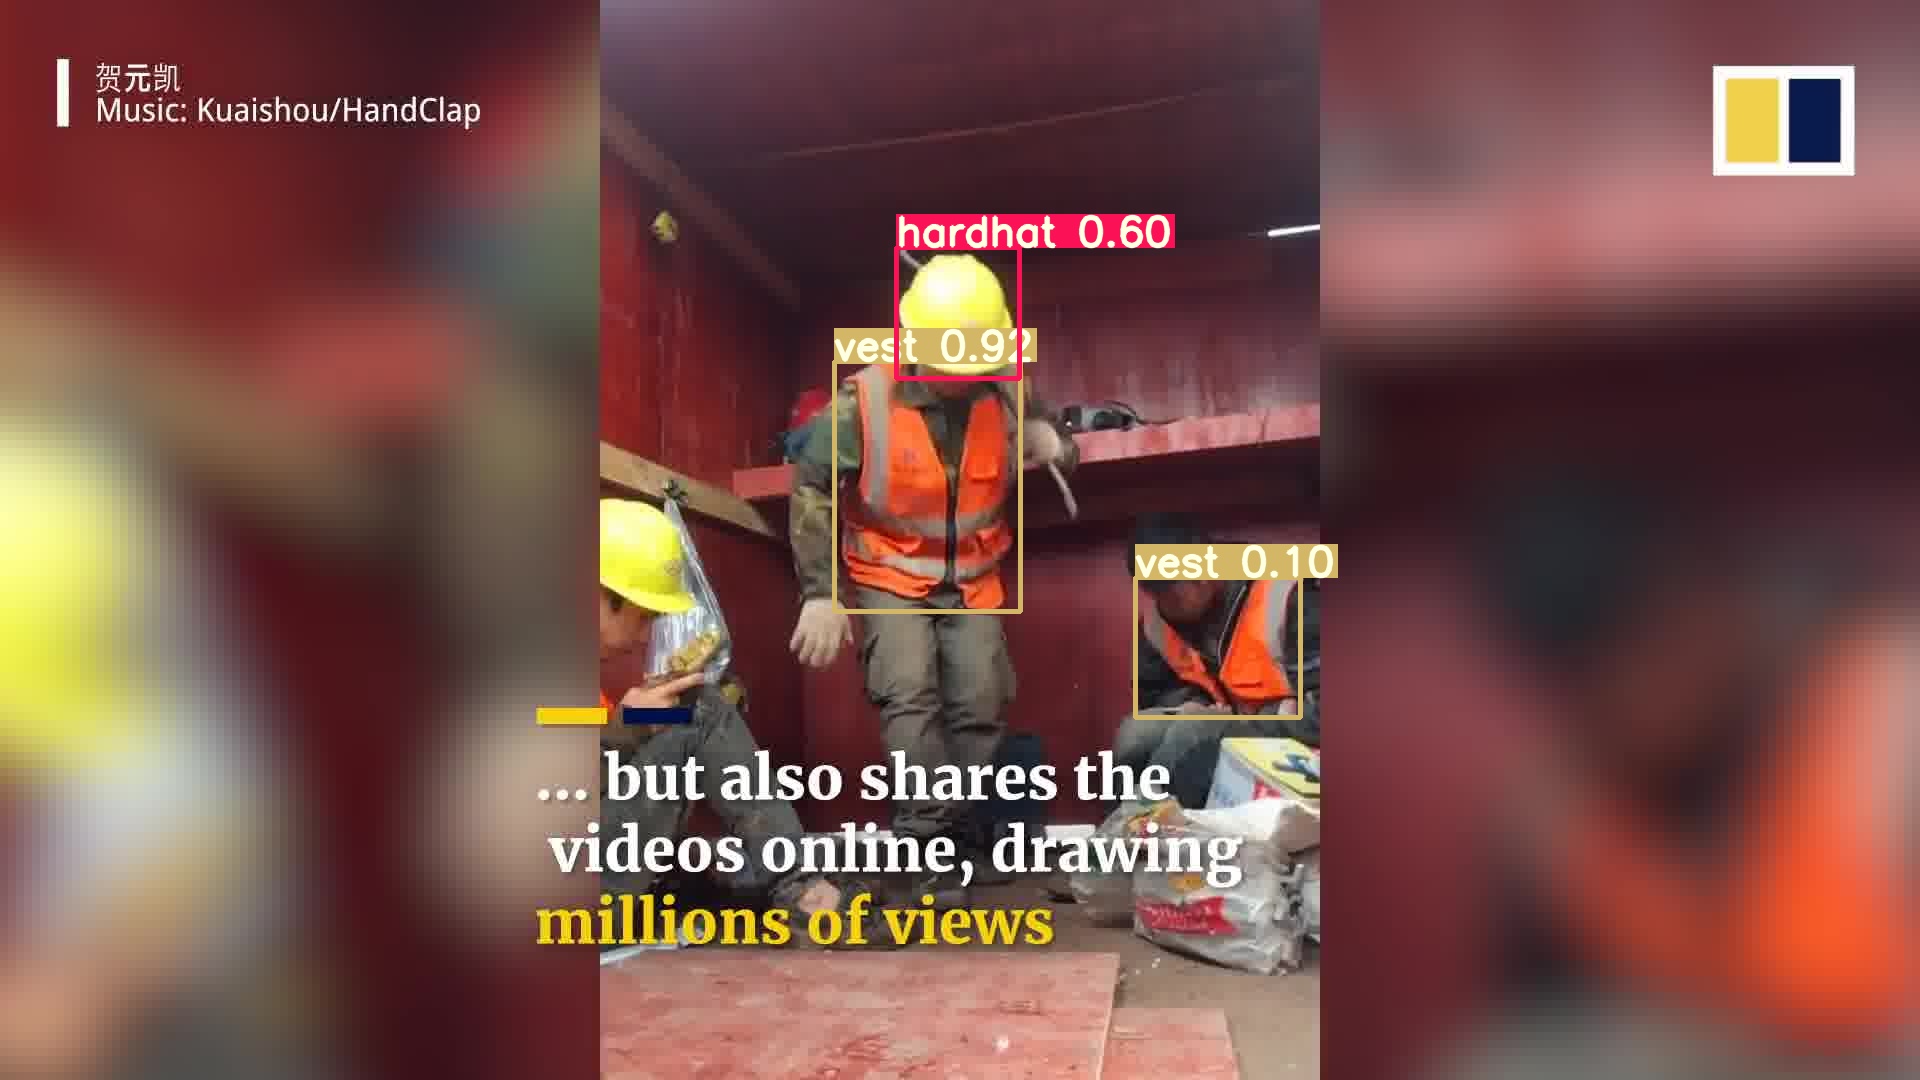 贺元凯
Music: Kuaishou/HandClap
hardhat 0.60
vest 0.92
vest 0.10
... but also shares the
videos online, drawing
millions of views